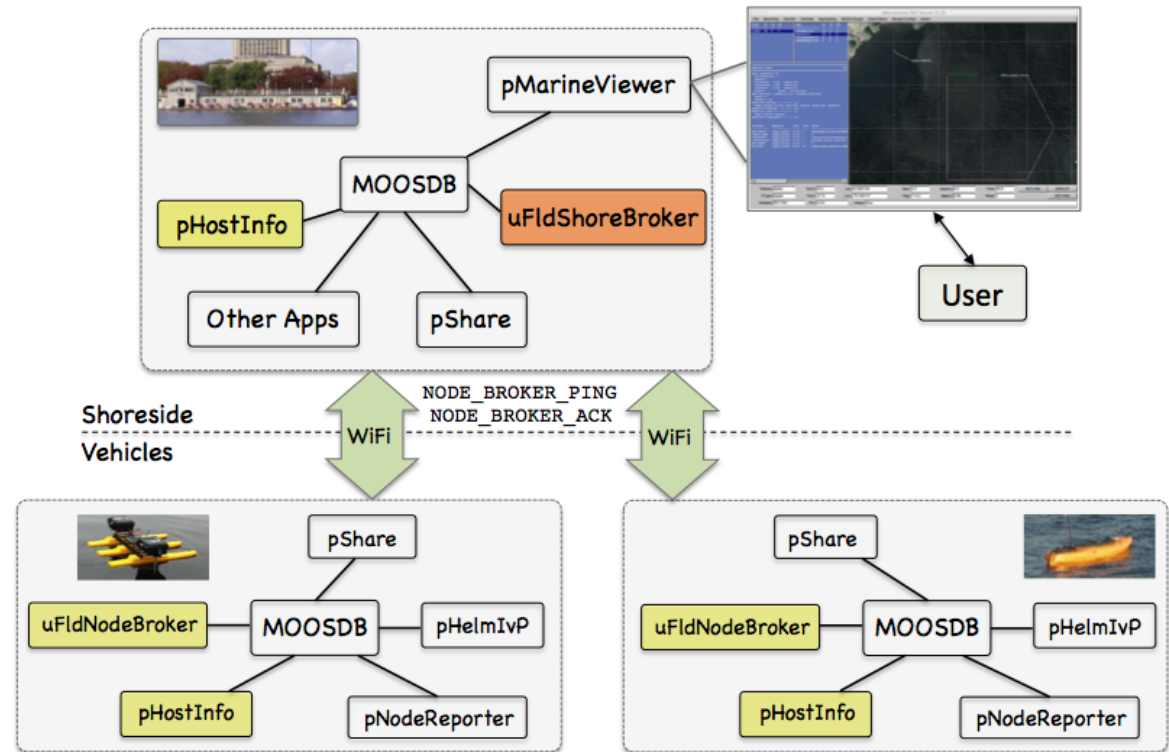 pMarineViewer
MOOSDB
pHostInfo
uFldShoreBroker
Other Apps
pShare
User
NODE_BROKER_PING
NODE_BROKER_ACK
WiFi
WiFi
Shoreside
Vehicles
pShare
uFldNodeBroker
MOOSDB
pHelmIvP
pHostInfo
pNodeReporter
pShare
uFldNodeBroker
MOOSDB
pHelmIvP
pHostInfo
pNodeReporter